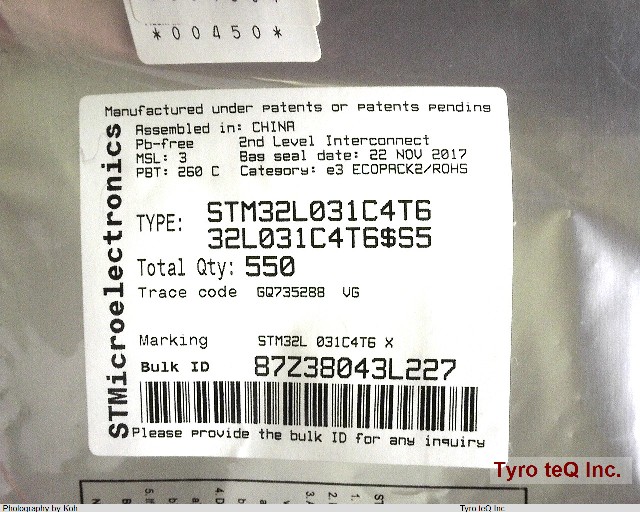 *00450*
Manufactured under patents or patents pending
Assembled in: CHINA
Pb-free 2nd Level Interconnect
MSL: 3 Bag seal date: 22 NOV 2017
PBT: 260 C Category: e3 ECOPACK2/ROHS
STMicroelectronics
TYPE: STM32L031C4T6
32L031C4T6$S5
Total Qty: 550
Trace code GQ735288 VG
Marking STM32L 031C4T6 X
Bulk ID 87Z38043L227
Please provide the bulk ID for any inquiry
Tyro teQ Inc.
Photography by Koh Tyro teQ Inc